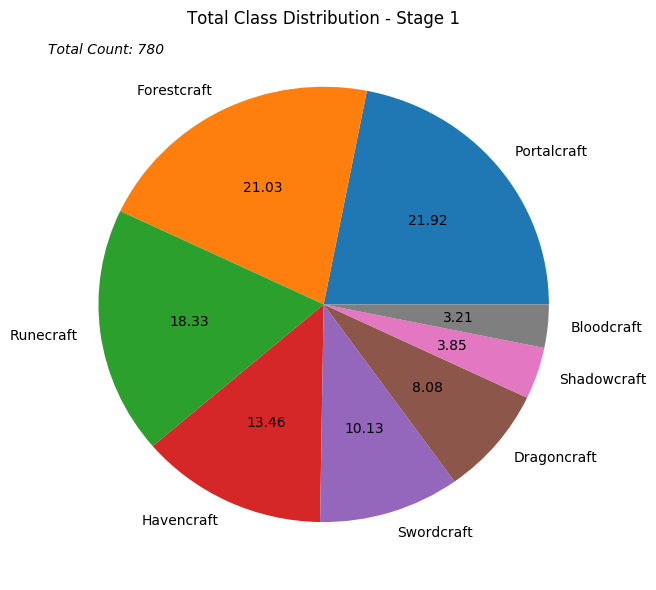 Total Class Distribution - Stage 1
Total Count: 780
Forestcraft
Portalcraft
21.03
21.92
18.33
3.21
Runecraft
Bloodcraft
3.85
Shadowcraft
8.08
13.46
10.13
Dragoncraft
Havencraft
Swordcraft